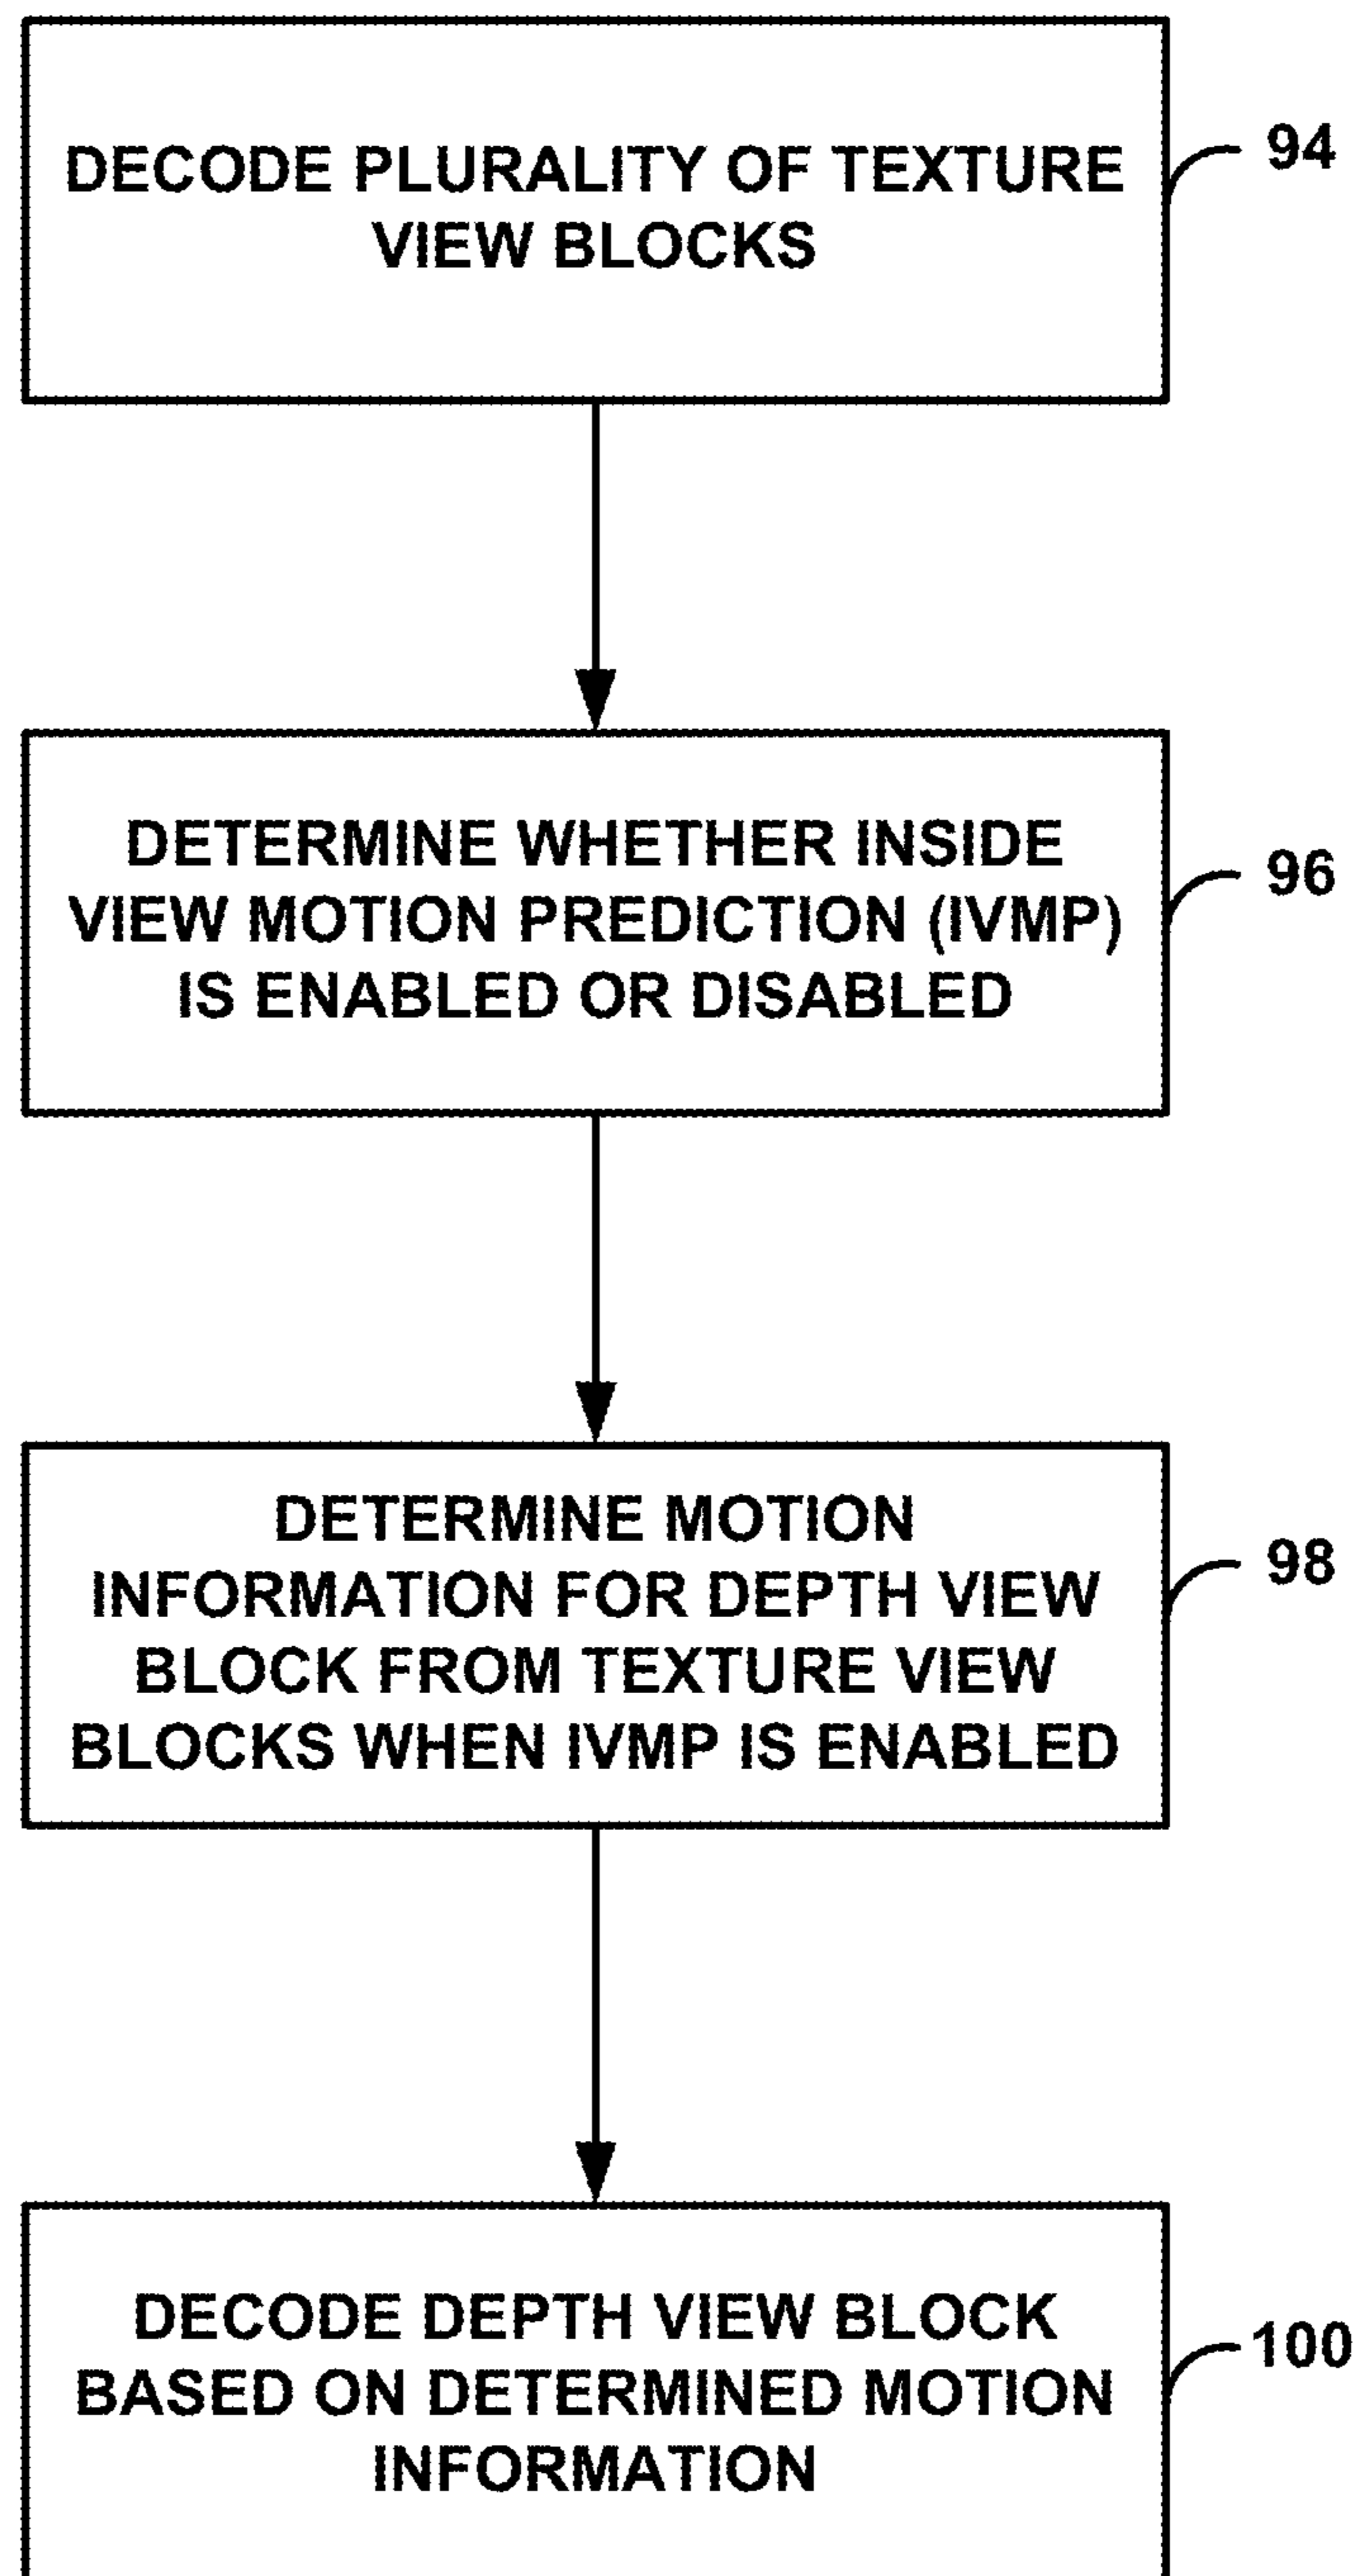 DECODE PLURALITY OF TEXTURE
VIEW BLOCKS
94
DETERMINE WHETHER INSIDE
VIEW MOTION PREDICTION (IVMP)
IS ENABLED OR DISABLED
96
DETERMINE MOTION
INFORMATION FOR DEPTH VIEW
BLOCK FROM TEXTURE VIEW
BLOCKS WHEN IVMP IS ENABLED
98
DECODE DEPTH VIEW BLOCK
BASED ON DETERMINED MOTION
INFORMATION
100